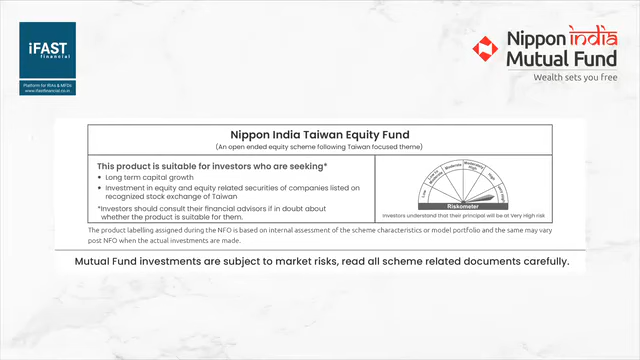 iFAST
financial
Platform for IFAs & MFDs
www.ifastfinancial.co.in
Nippon india
Mutual Fund
Wealth sets you free
Nippon India Taiwan Equity Fund
(An open ended equity scheme following Taiwan focused theme)
This product is suitable for investors who are seeking*
• Long term capital growth
• Investment in equity and equity related securities of companies listed on
recognized stock exchange of Taiwan
*Investors should consult their financial advisors if in doubt about
whether the product is suitable for them.
Low
Low to
Moderate
Moderate
Moderately
High
High
Very High
Riskometer
Investors understand that their principal will be at Very High risk
The product labelling assigned during the NFO is based on internal assessment of the scheme characteristics or model portfolio and the same may vary
post NFO when the actual investments are made.
Mutual Fund investments are subject to market risks, read all scheme related documents carefully.